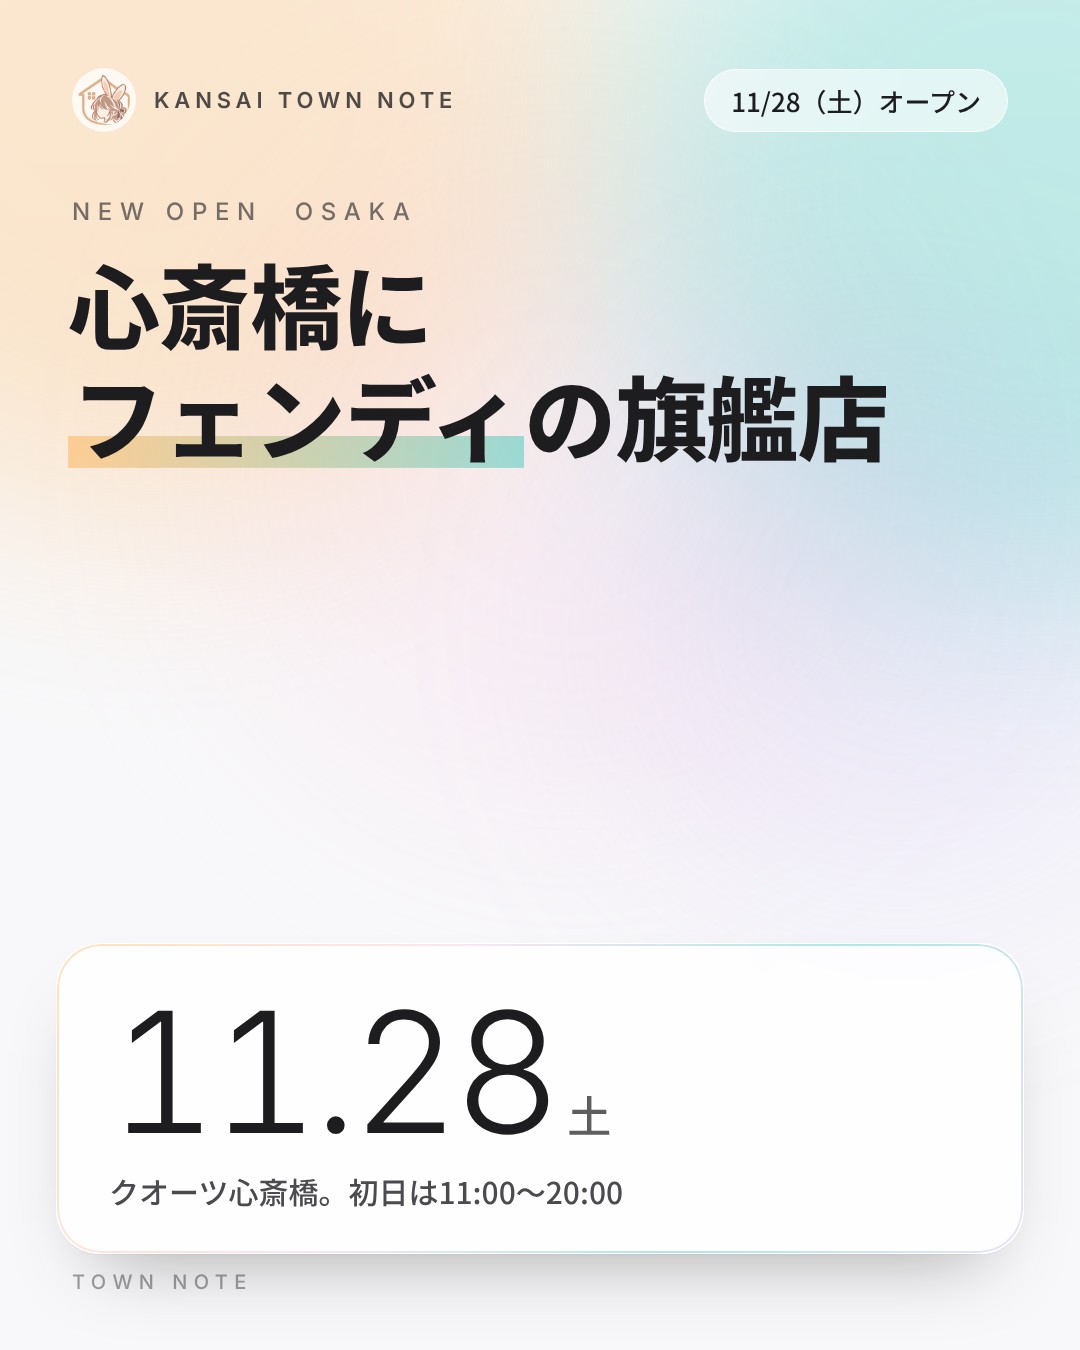 KANSAI TOWN NOTE
11/28（土）オープン
NEW OPEN OSAKA
心斎橋に
フェンディの旗艦店
11.28 土
クオーツ心斎橋。初日は11:00〜20:00
TOWN NOTE